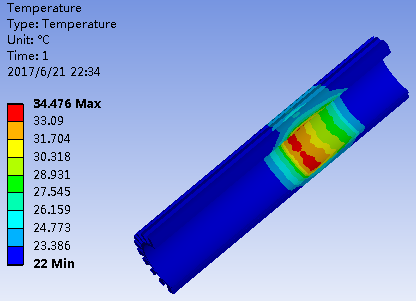 Temperature
Type: Temperature
Unit: °C
Time: 1
2017/6/21 22:34
34.476 Max
33.09
31.704
30.318
28.931
27.545
26.159
24.773
23.386
22 Min